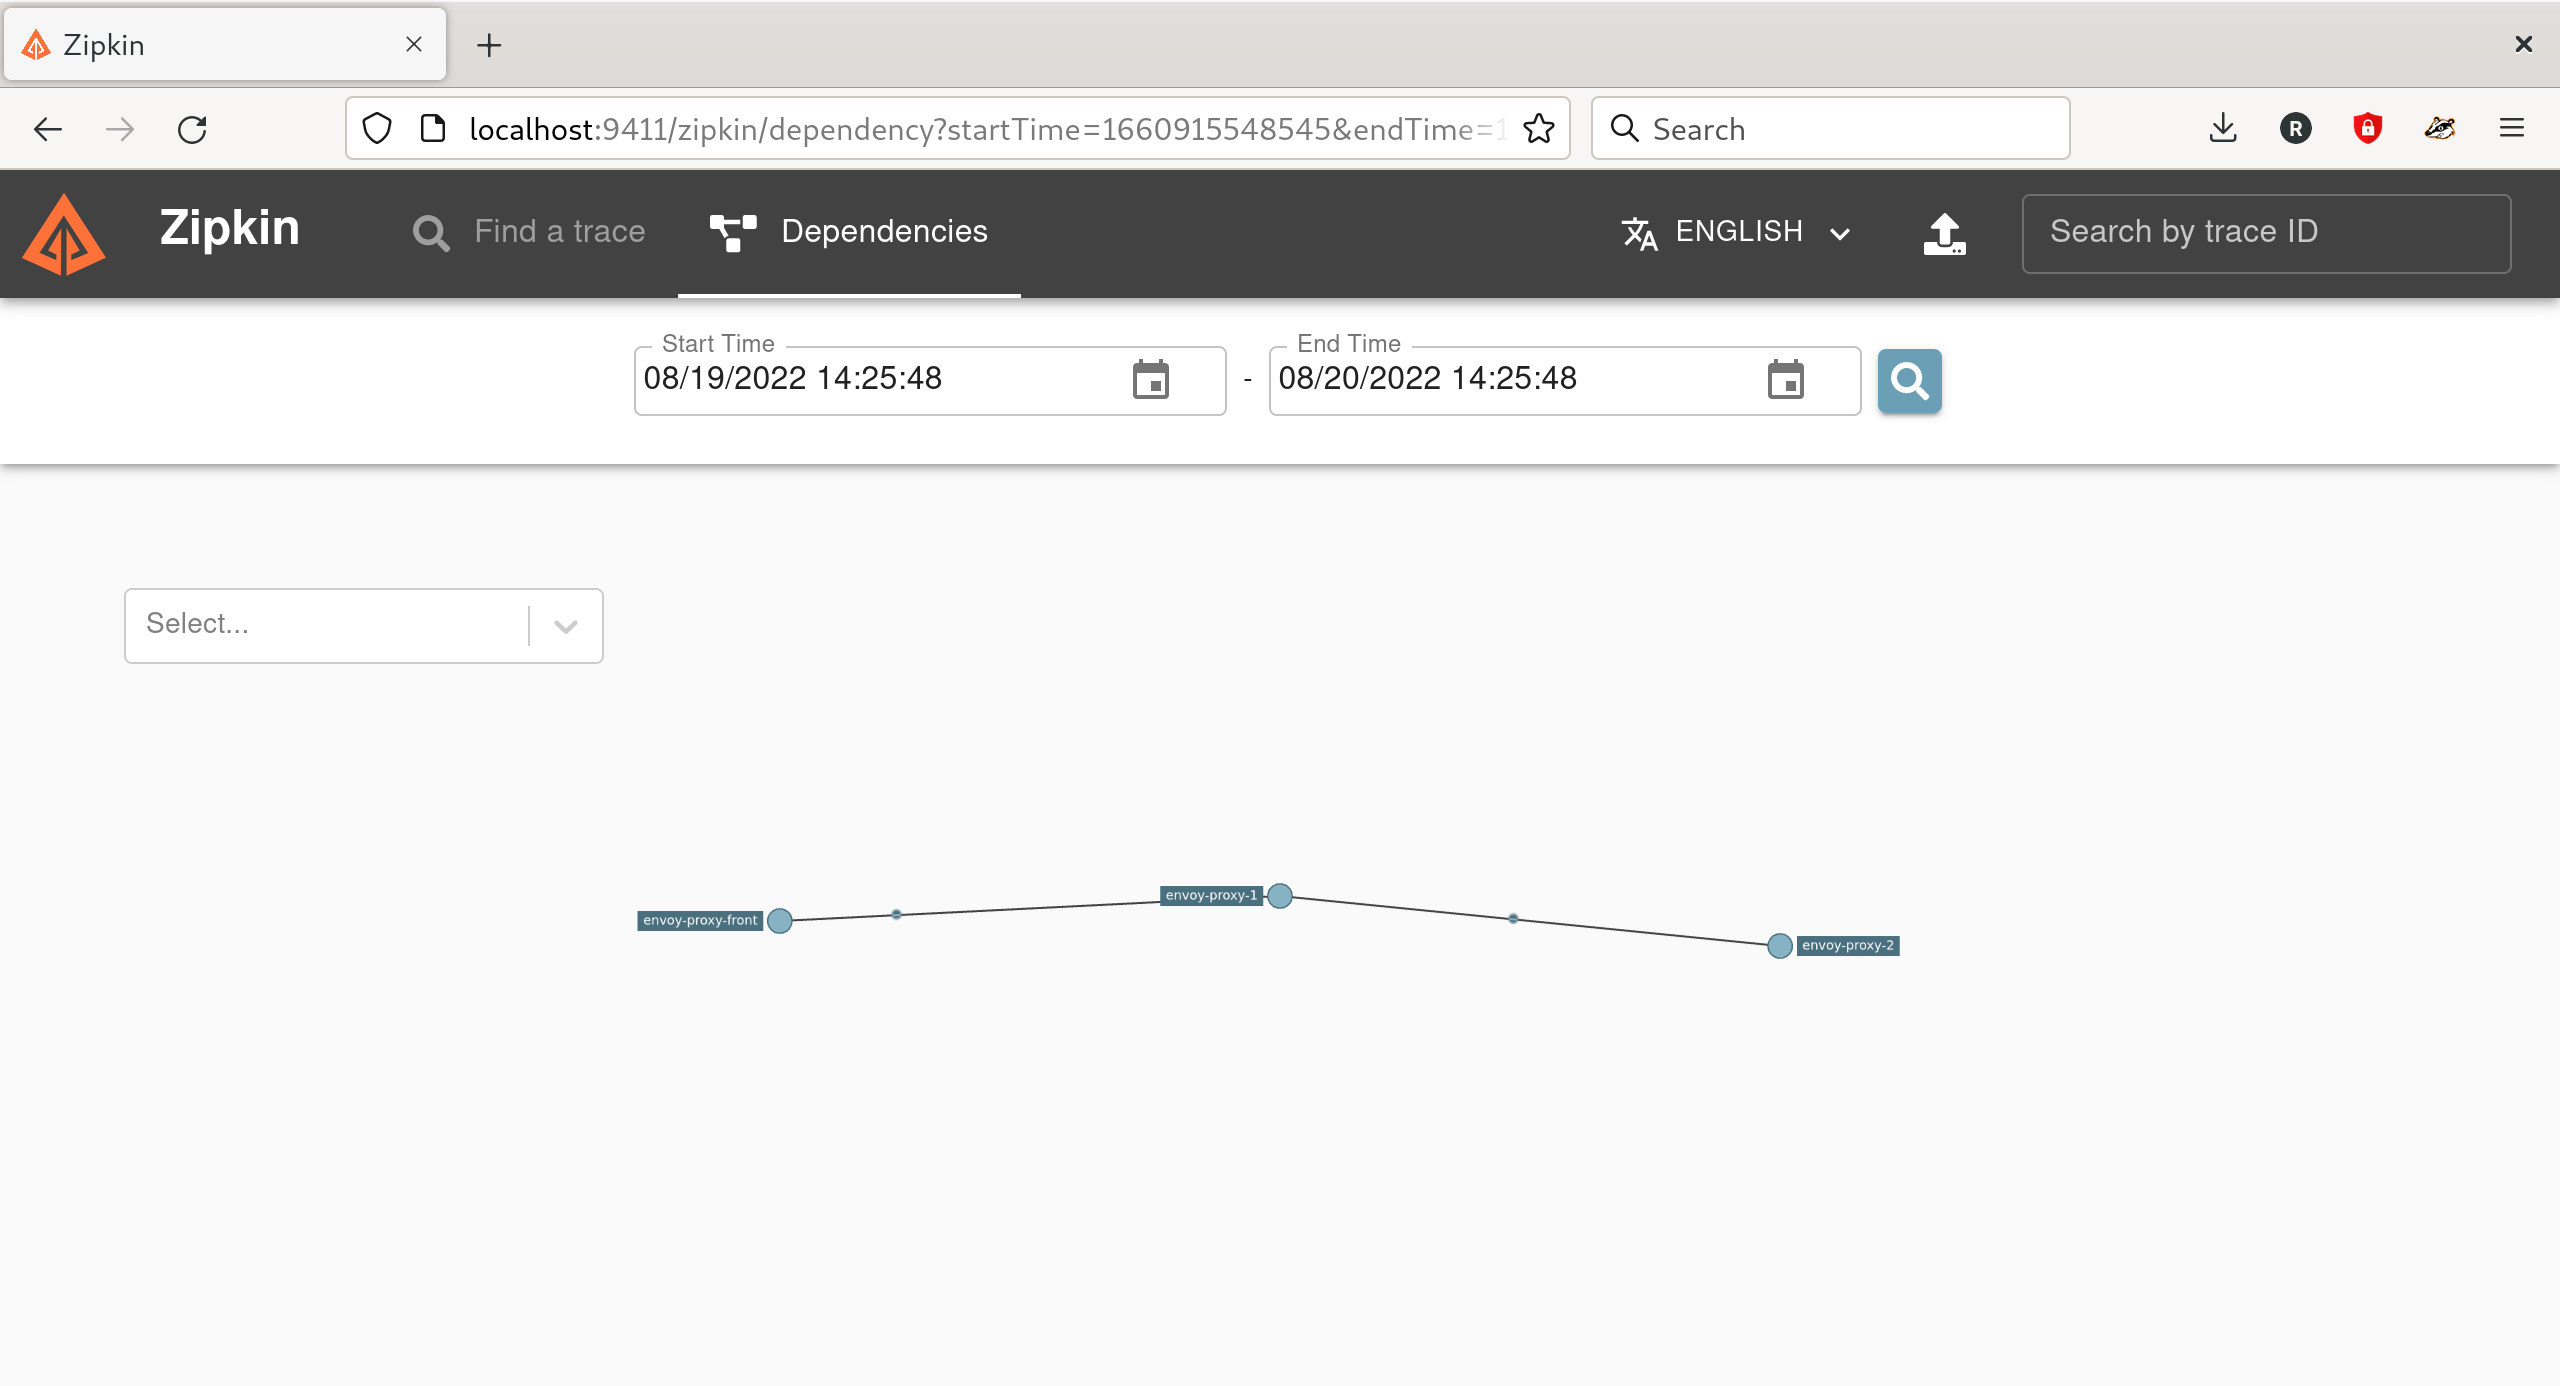 Zipkin
localhost:9411/zipkin/dependency?startTime=1660915548545&endTime=1
Search
R
Zipkin
Find a trace
Dependencies
ENGLISH
Search by trace ID
Start Time
08/19/2022 14:25:48
-
End Time
08/20/2022 14:25:48
Select...
envoy-proxy-1
envoy-proxy-front
envoy-proxy-2